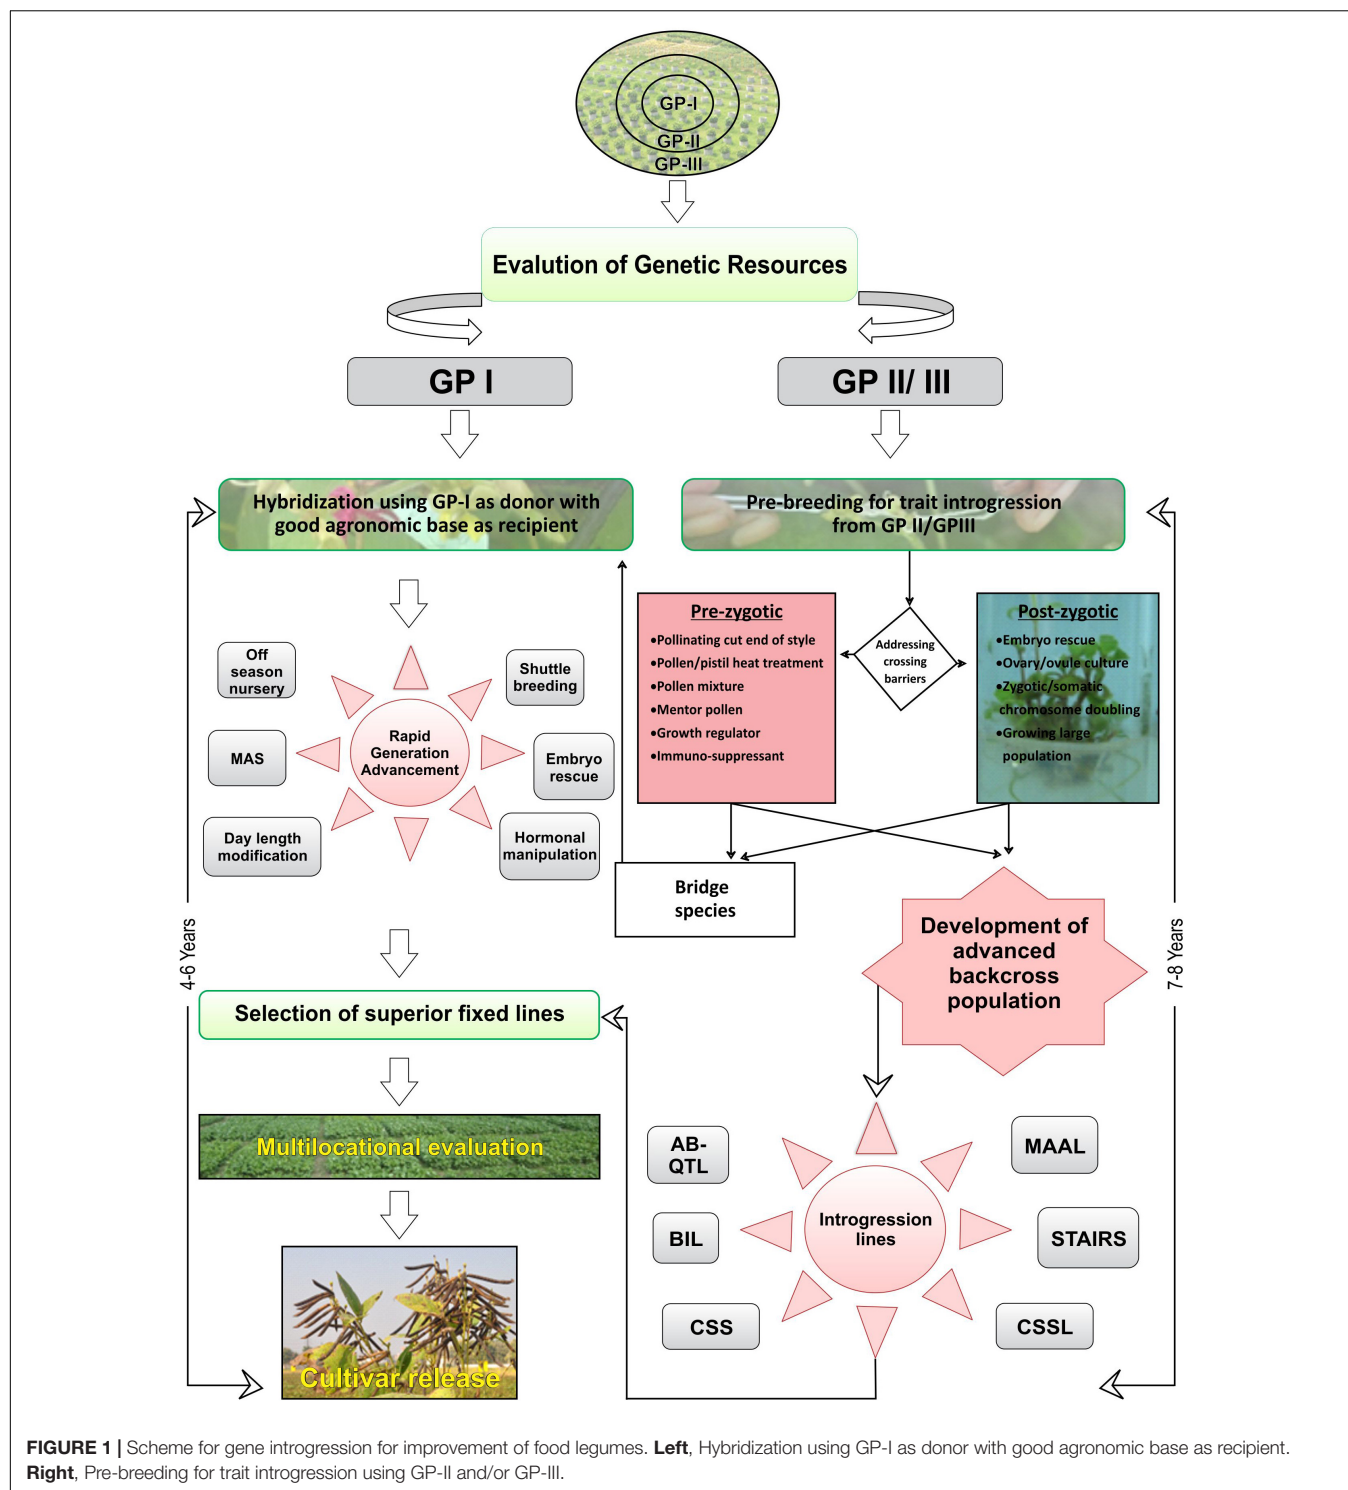 GP-I
GP-II
GP-III
Evalution of Genetic Resources
GP I
GP II/ III
Hybridization using GP-I as donor with
good agronomic base as recipient
Pre-breeding for trait introgression
from GP II/GPIII
Off
season
nursery
Shuttle
breeding
MAS
Rapid
Generation
Advancement
Embryo
rescue
Day length
modification
Hormonal
manipulation
Pre-zygotic
•Pollinating cut end of style
•Pollen/pistil heat treatment
•Pollen mixture
•Mentor pollen
•Growth regulator
•Immuno-suppressant
Addressing
crossing
barriers
Post-zygotic
•Embryo rescue
•Ovary/ovule culture
•Zygotic/somatic
chromosome doubling
•Growing large
population
Bridge
species
Development of
advanced
backcross
population
4-6 Years
7-8 Years
Selection of superior fixed lines
Multilocational evaluation
Cultivar release
AB-
QTL
MAAL
BIL
Introgression
lines
STAIRS
CSS
CSSL
FIGURE 1 | Scheme for gene introgression for improvement of food legumes. Left, Hybridization using GP-I as donor with good agronomic base as recipient.
Right, Pre-breeding for trait introgression using GP-II and/or GP-III.